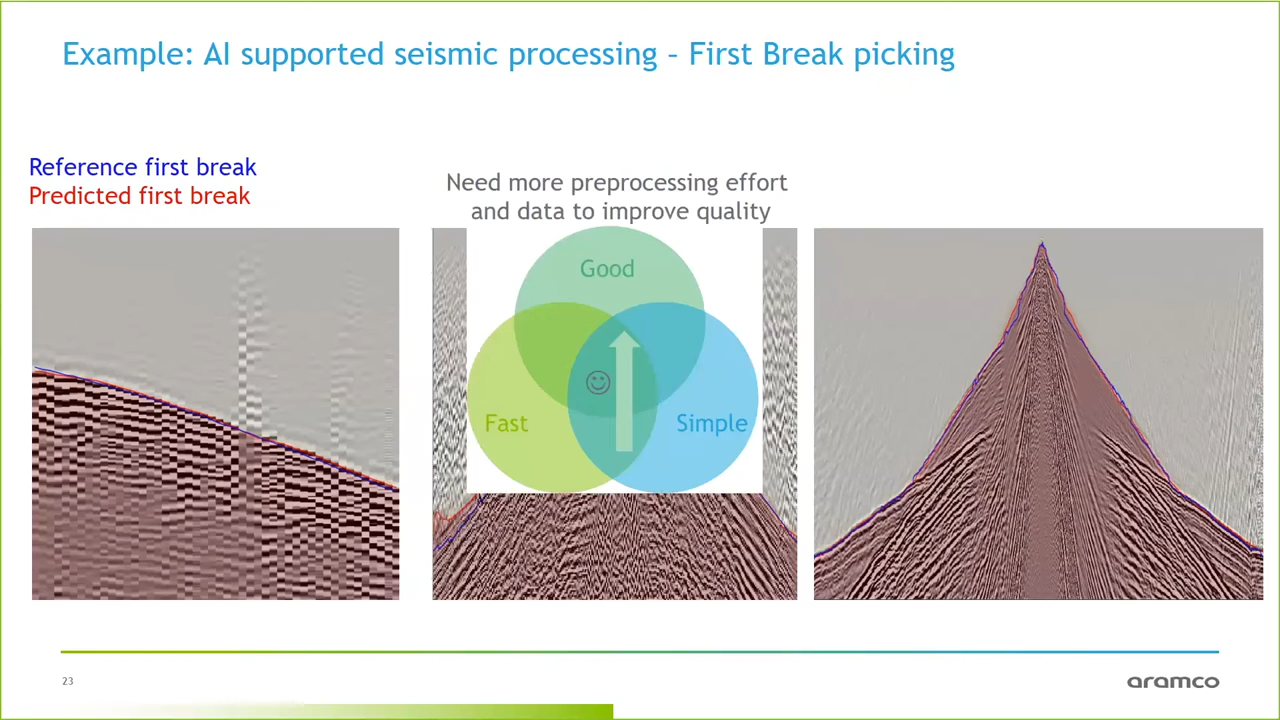 Example: AI supported seismic processing – First Break picking
Reference first break
Predicted first break
Need more preprocessing effort
and data to improve quality
Good
Fast
Simple
23
aramco